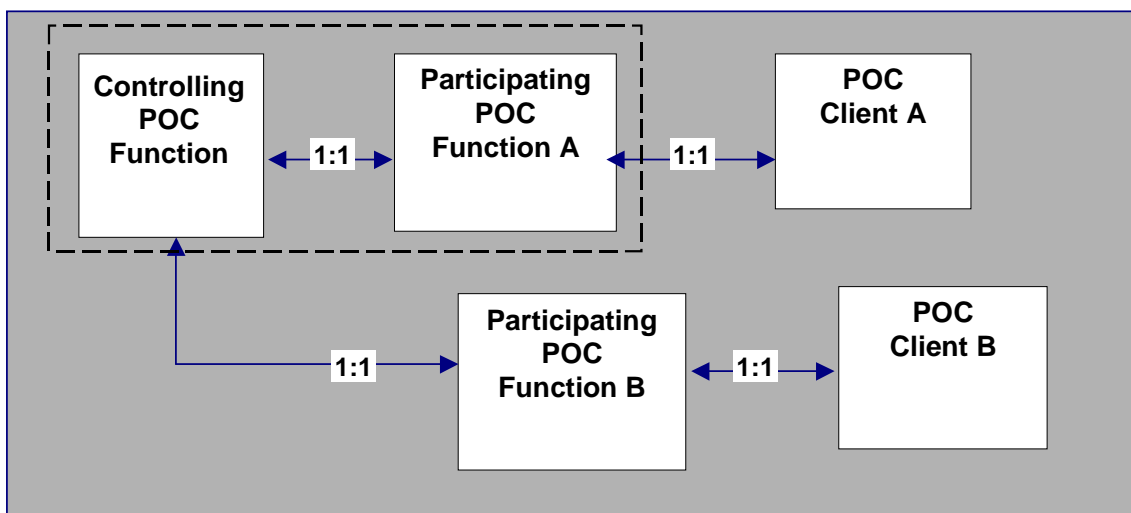 Controlling
POC
Function
1:1
Participating
POC
Function A
1:1
POC
Client A
1:1
Participating
POC
Function B
1:1
POC
Client B